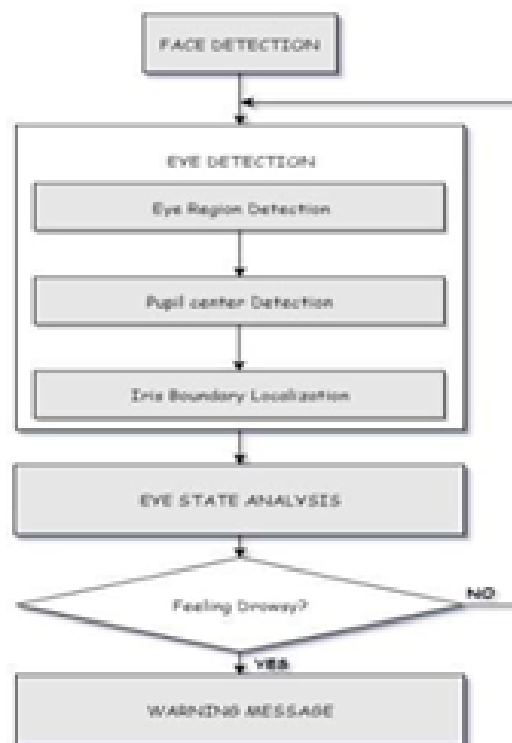 FACE DETECTION
EYE DETECTION
Eye Region Detection
Pupil center Detection
Iris Boundary Localization
EYE STATE ANALYSIS
Feeling Drowsy?
NO
YES
WARNING MESSAGE